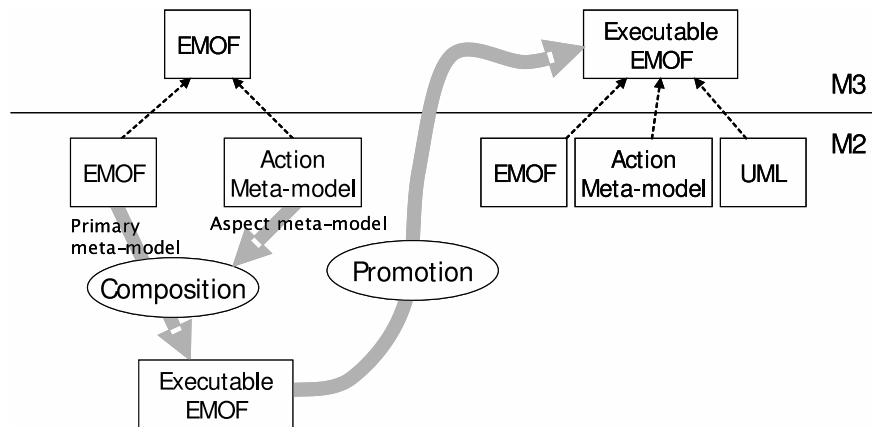 EMOF
Executable
EMOF
M3
M2
EMOF
Action
Meta-model
EMOF
Action
Meta-model
UML
Primary
meta-model
Aspect meta-model
Composition
Promotion
Executable
EMOF